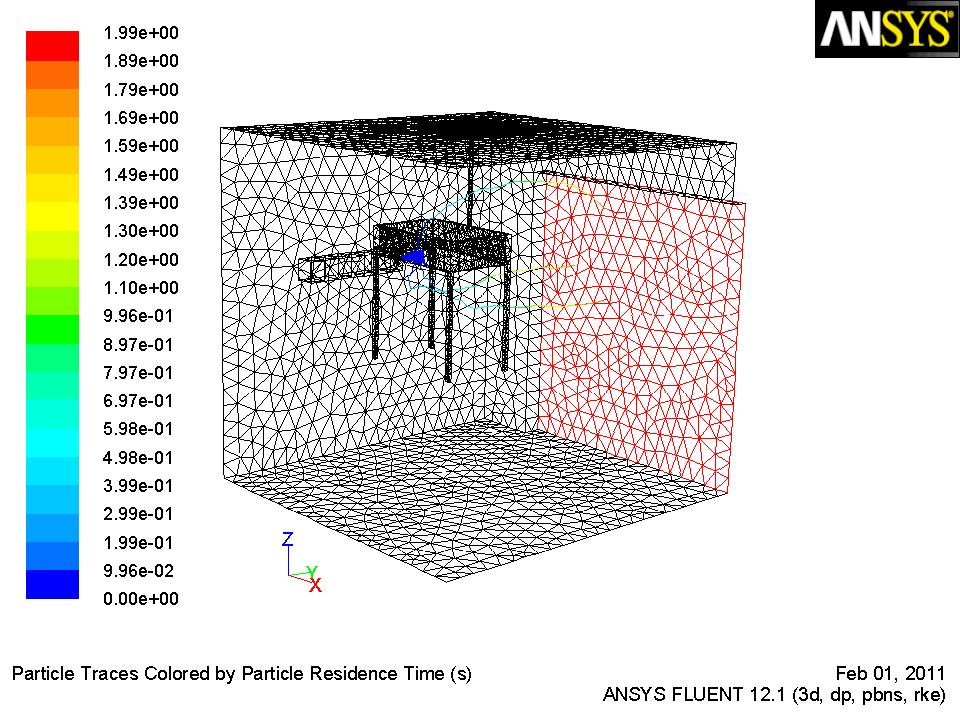 ANSYS
1.99e+00
1.89e+00
1.79e+00
1.69e+00
1.59e+00
1.49e+00
1.39e+00
1.30e+00
1.20e+00
1.10e+00
9.96e-01
8.97e-01
7.97e-01
6.97e-01
5.98e-01
4.98e-01
3.99e-01
2.99e-01
1.99e-01
9.96e-02
0.00e+00
Z
Y
X
Particle Traces Colored by Particle Residence Time (s)
Feb 01, 2011
ANSYS FLUENT 12.1 (3d, dp, pbns, rke)